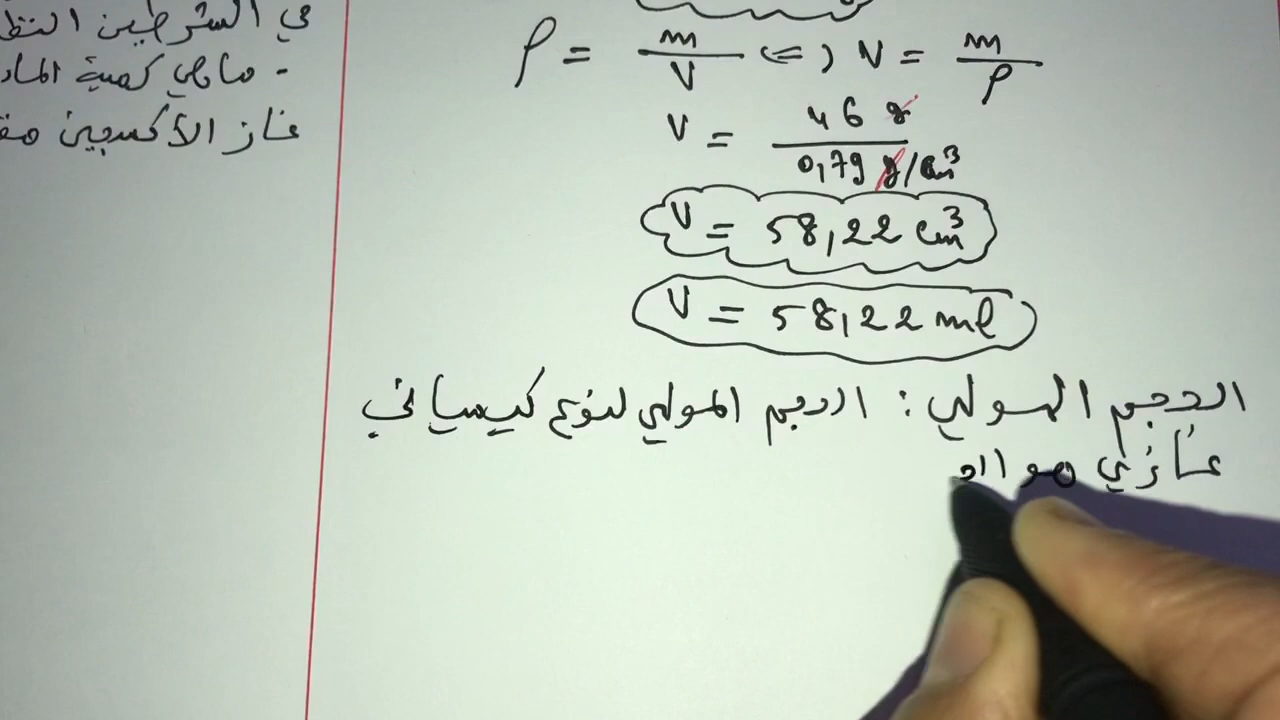 ρ = m/V <=> V = m/ρ
V = 46 g / 0,79 g/cm³
V = 58,22 cm³
V = 58,22 ml
الحجم المولي : الحجم المولي لنوع كيميائي
غازي هو الح
في الشرطين النظ
- ماهي كمية الماد
غاز الأكسجين مق